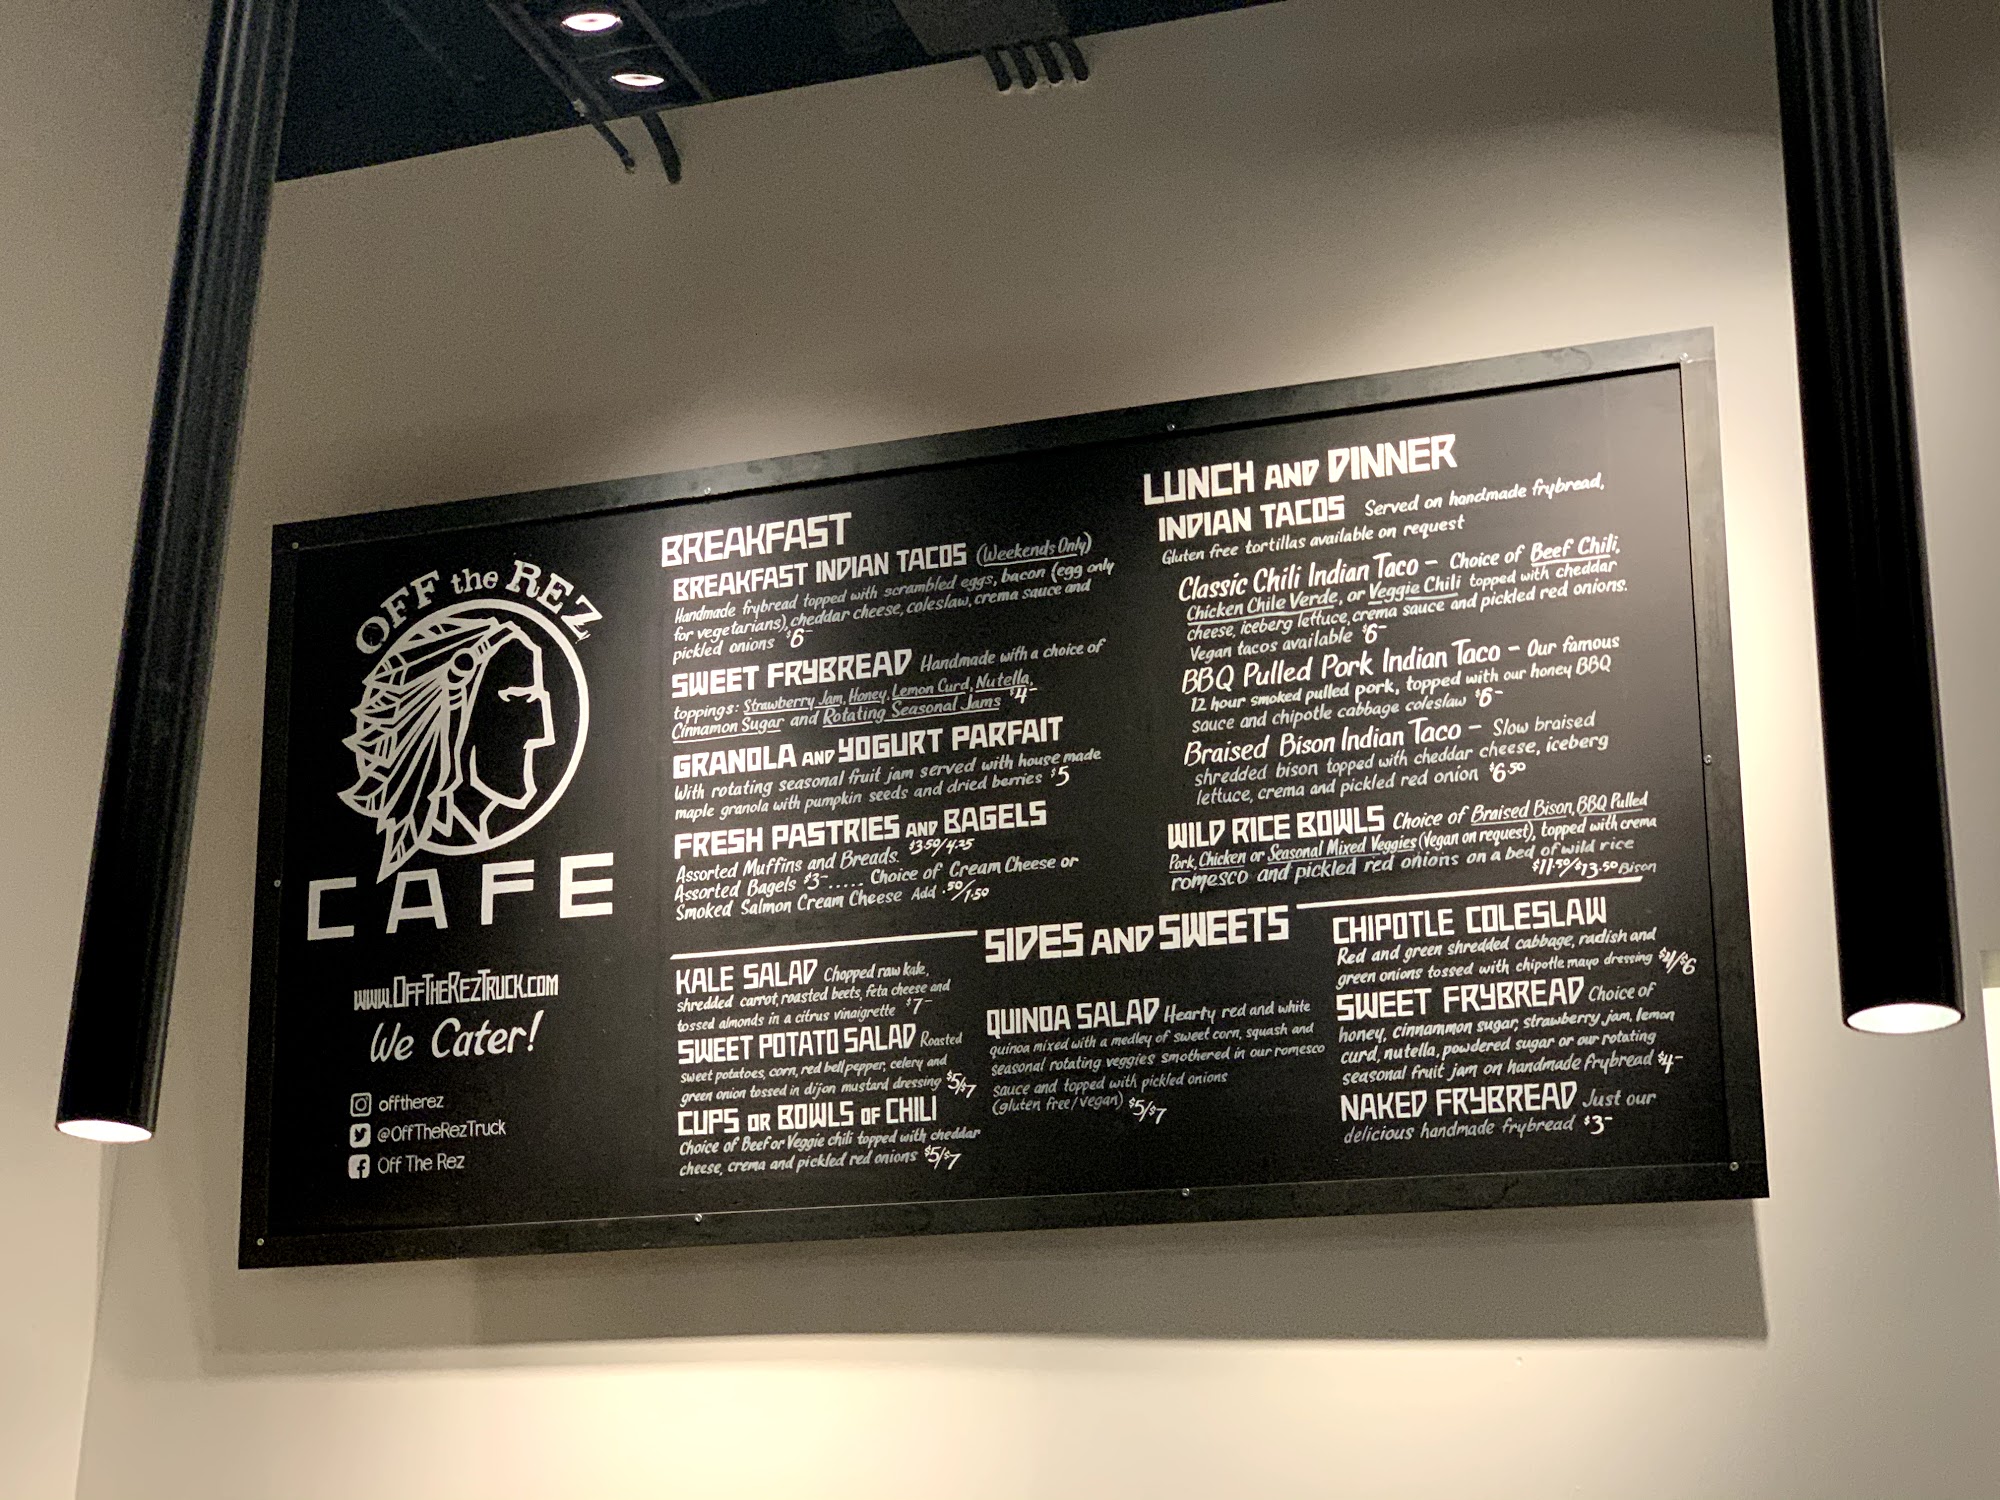 OFF the REZ
CAFE
www.OffTheRezTruck.com
We Cater!
offtherez
@OffTheRezTruck
Off The Rez
BREAKFAST
BREAKFAST INDIAN TACOS (Weekends Only)
Handmade frybread topped with scrambled eggs, bacon (egg only
for vegetarians), cheddar cheese, coleslaw, crema sauce and
pickled onions $6-
SWEET FRYBREAD Handmade with a choice of
toppings: Strawberry Jam, Honey, Lemon Curd, Nutella,
Cinnamon Sugar and Rotating Seasonal Jams $4-
GRANOLA AND YOGURT PARFAIT
With rotating seasonal fruit jam served with house made
maple granola with pumpkin seeds and dried berries $5
FRESH PASTRIES AND BAGELS
Assorted Muffins and Breads. $3.50/4.25
Assorted Bagels $3- ..... Choice of Cream Cheese or
Smoked Salmon Cream Cheese Add .50/1.50
LUNCH AND DINNER
INDIAN TACOS Served on handmade frybread,
Gluten free tortillas available on request
Classic Chili Indian Taco - Choice of Beef Chili,
Chicken Chile Verde, or Veggie Chili topped with cheddar
cheese, iceberg lettuce, crema sauce and pickled red onions.
Vegan tacos available $6-
BBQ Pulled Pork Indian Taco - Our famous
12 hour smoked pulled pork, topped with our honey BBQ
sauce and chipotle cabbage coleslaw $6-
Braised Bison Indian Taco - Slow braised
shredded bison topped with cheddar cheese, iceberg
lettuce, crema and pickled red onion $6.50
WILD RICE BOWLS Choice of Braised Bison, BBQ Pulled
Pork, Chicken or Seasonal Mixed Veggies (Vegan on request), topped with crema
romesco and pickled red onions on a bed of wild rice
$11.50/$13.50 Bison
SIDES AND SWEETS
KALE SALAD Chopped raw kale,
shredded carrot, roasted beets, feta cheese and
tossed almonds in a citrus vinaigrette $7-
SWEET POTATO SALAD Roasted
sweet potatoes, corn, red bell pepper, celery and
green onion tossed in dijon mustard dressing $5/$7
CUPS OR BOWLS OF CHILI
Choice of Beef or Veggie chili topped with cheddar
cheese, crema and pickled red onions $5/$7
QUINOA SALAD Hearty red and white
quinoa mixed with a medley of sweet corn, squash and
seasonal rotating veggies smothered in our romesco
sauce and topped with pickled onions
(gluten free/vegan) $5/$7
CHIPOTLE COLESLAW
Red and green shredded cabbage, radish and
green onions tossed with chipotle mayo dressing $4/$6
SWEET FRYBREAD Choice of
honey, cinnammon sugar, strawberry jam, lemon
curd, nutella, powdered sugar or our rotating
seasonal fruit jam on handmade frybread $4-
NAKED FRYBREAD Just our
delicious handmade frybread $3-